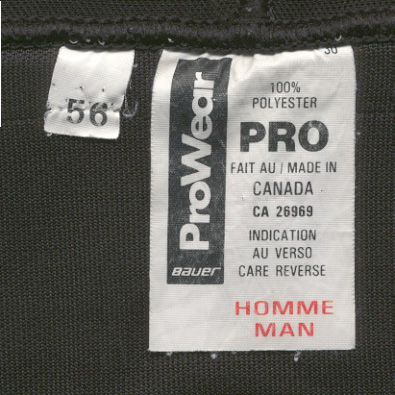 56
30
ProWear
BAUER
100%
POLYESTER
PRO
FAIT AU / MADE IN
CANADA
CA 26969
INDICATION
AU VERSO
CARE REVERSE
HOMME
MAN